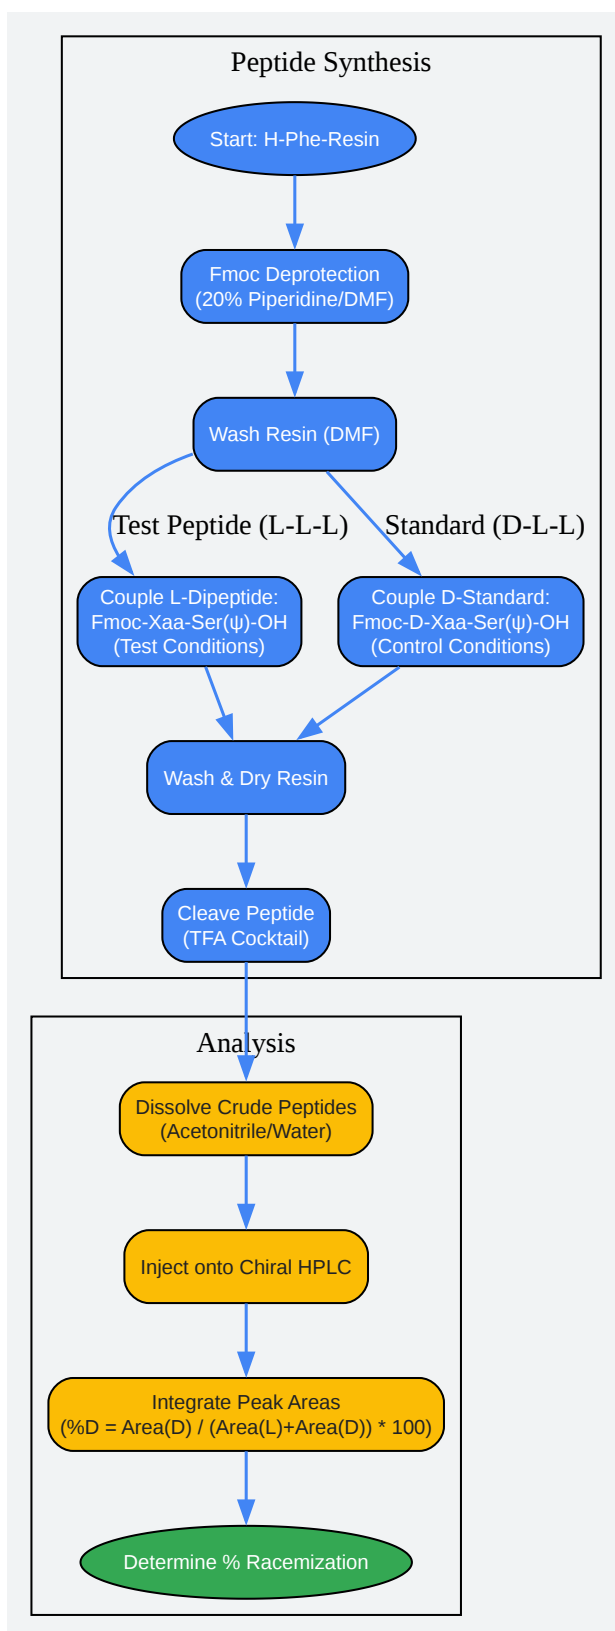 Peptide Synthesis
Start: H-Phe-Resin
Fmoc Deprotection
(20% Piperidine/DMF)
Wash Resin (DMF)
Test Peptide (L-L-L)
Standard (D-L-L)
Couple L-Dipeptide:
Fmoc-Xaa-Ser(ψ)-OH
(Test Conditions)
Couple D-Standard:
Fmoc-D-Xaa-Ser(ψ)-OH
(Control Conditions)
Wash & Dry Resin
Cleave Peptide
(TFA Cocktail)
Analysis
Dissolve Crude Peptides
(Acetonitrile/Water)
Inject onto Chiral HPLC
Integrate Peak Areas
(%D = Area(D) / (Area(L)+Area(D)) * 100)
Determine % Racemization